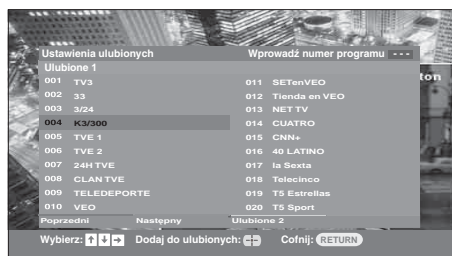 Ustawienia ulubionych Wprowadź numer programu - - -
Ulubione 1
ton
001 TV3
002 33
003 3/24
004 K3/300
005 TVE 1
006 TVE 2
007 24H TVE
008 CLAN TVE
009 TELEDEPORTE
010 VEO
011 SETenVEO
012 Tienda en VEO
013 NET TV
014 CUATRO
015 CNN+
016 40 LATINO
017 la Sexta
018 Telecinco
019 T5 Estrellas
020 T5 Sport
Poprzedni Następny Ulubione 2
Wybierz: Dodaj do ulubionych: Cofnij: RETURN